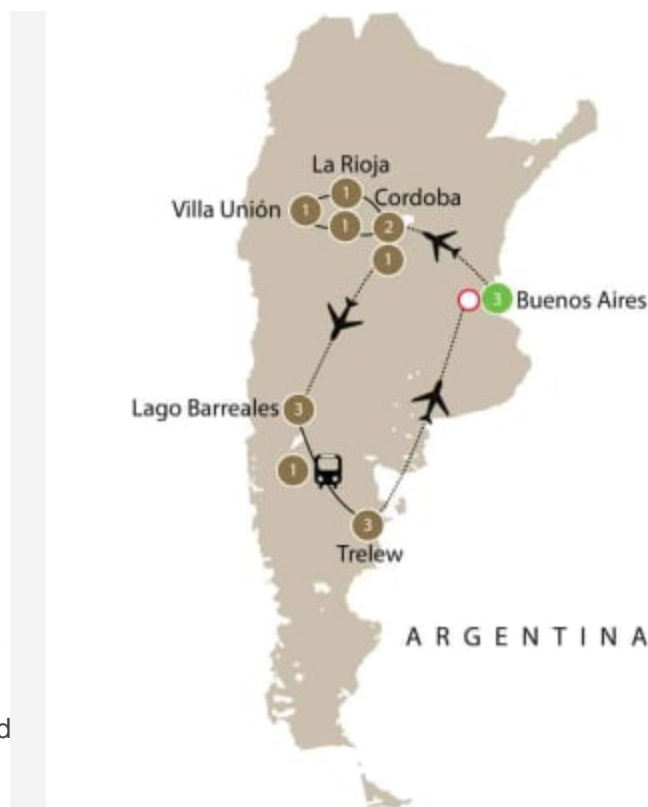 La Rioja
1
Cordoba
Villa Unión
1
1
2
1
3
Buenos Aires
Lago Barreales
3
1
3
Trelew
ARGENTINA
d